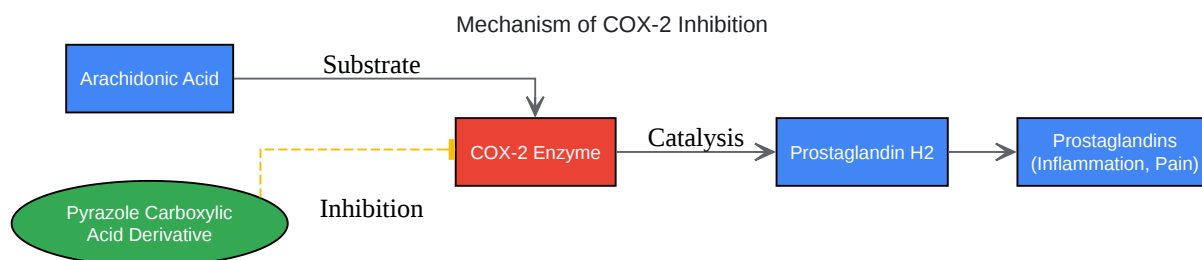 Mechanism of COX-2 Inhibition
Arachidonic Acid
Substrate
COX-2 Enzyme
Catalysis
Prostaglandin H2
Prostaglandins
(Inflammation, Pain)
Pyrazole Carboxylic
Acid Derivative
Inhibition